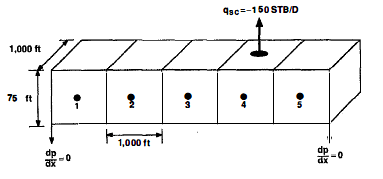 qsc=-150 STB/D
1,000 ft
75 ft
1 2 3 4 5
1,000 ft
dp/dx =0
dp/dx =0